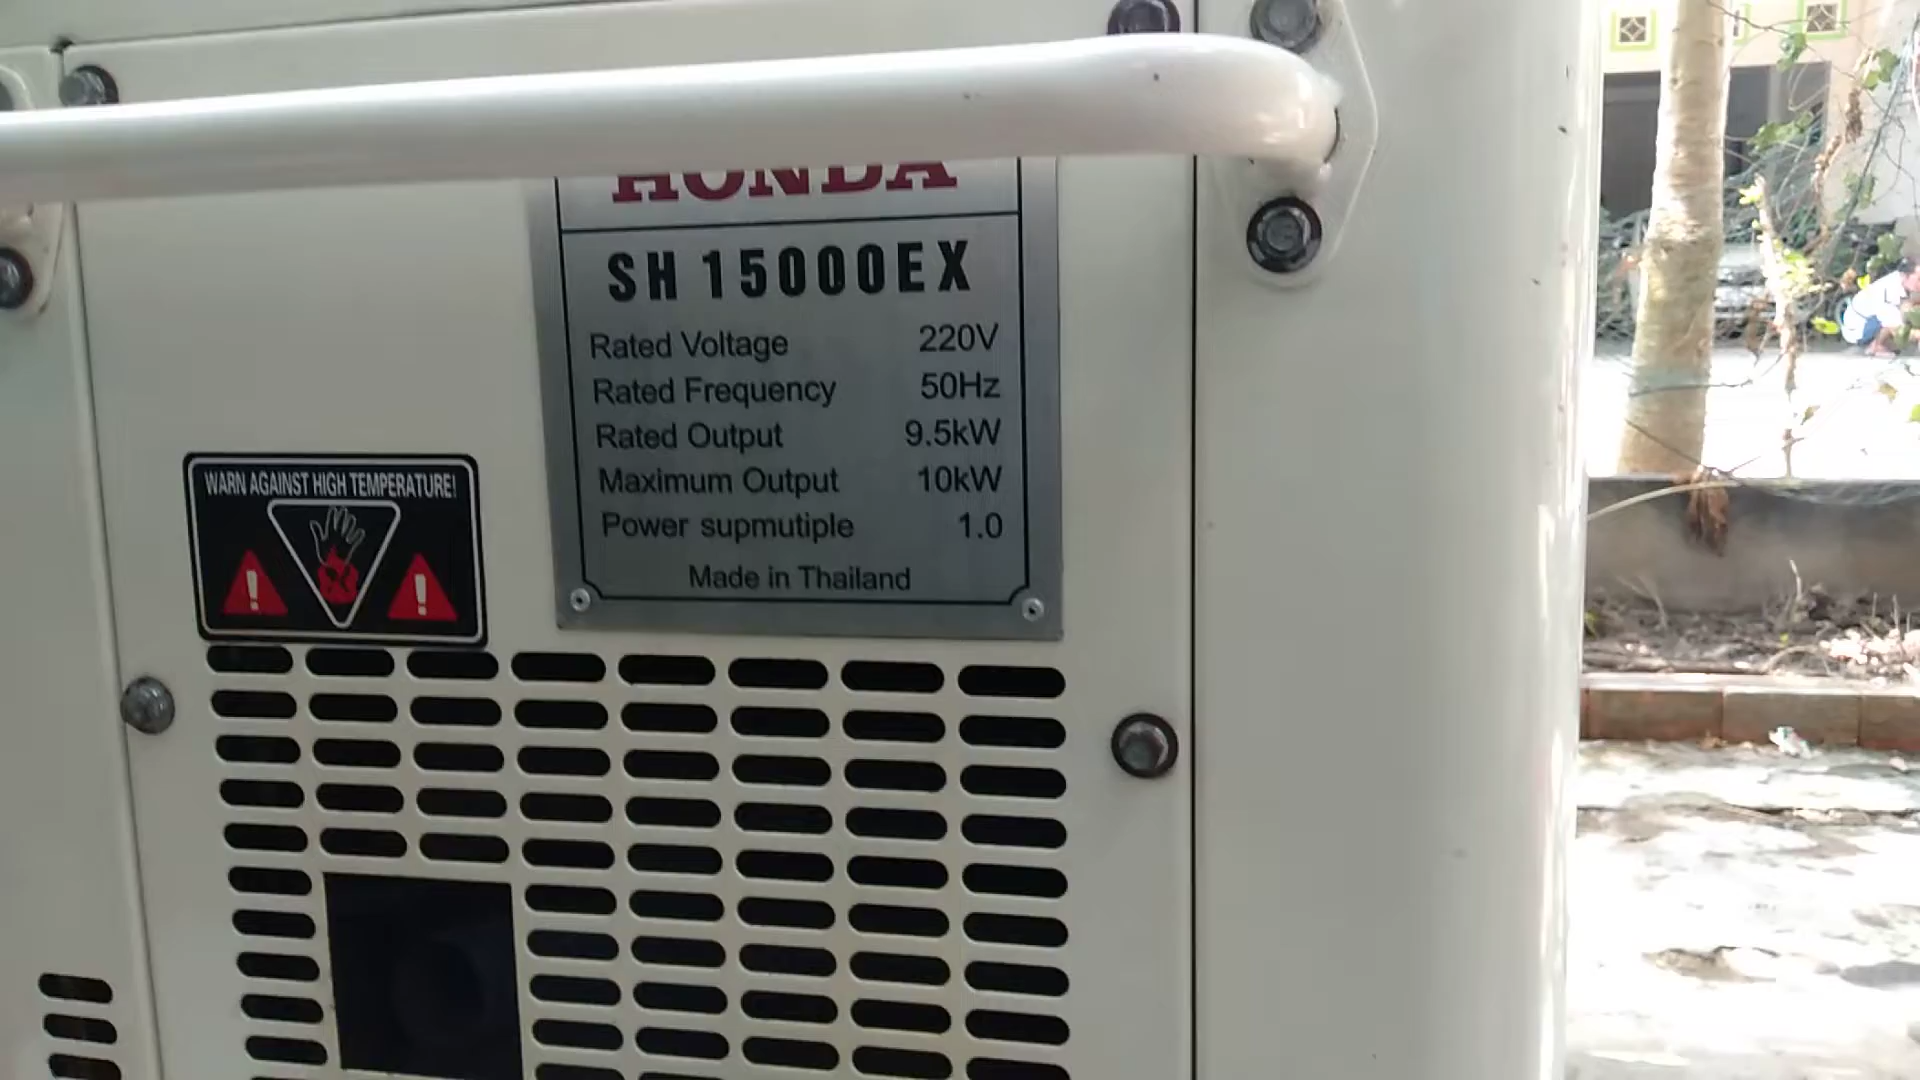 HONDA
SH 15000EX
Rated Voltage 220V
Rated Frequency 50Hz
Rated Output 9.5kW
Maximum Output 10kW
Power supmutiple 1.0
Made in Thailand
WARN AGAINST HIGH TEMPERATURE!